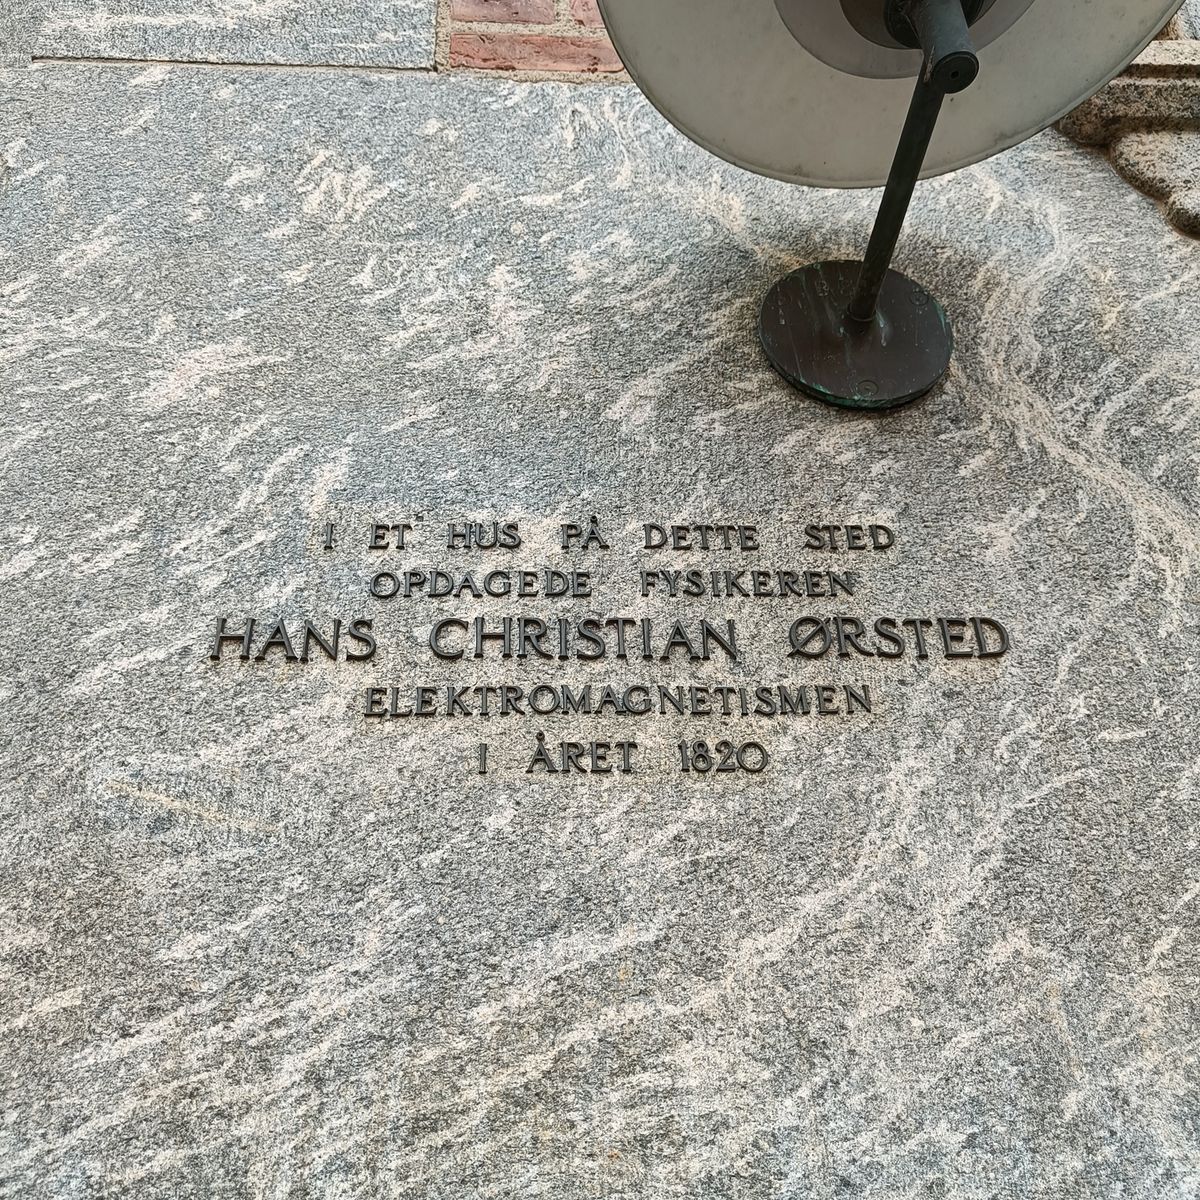 I ET HUS PÅ DETTE STED
OPDAGEDE FYSIKEREN
HANS CHRISTIAN ØRSTED
ELEKTROMAGNETISMEN
I ÅRET 1820